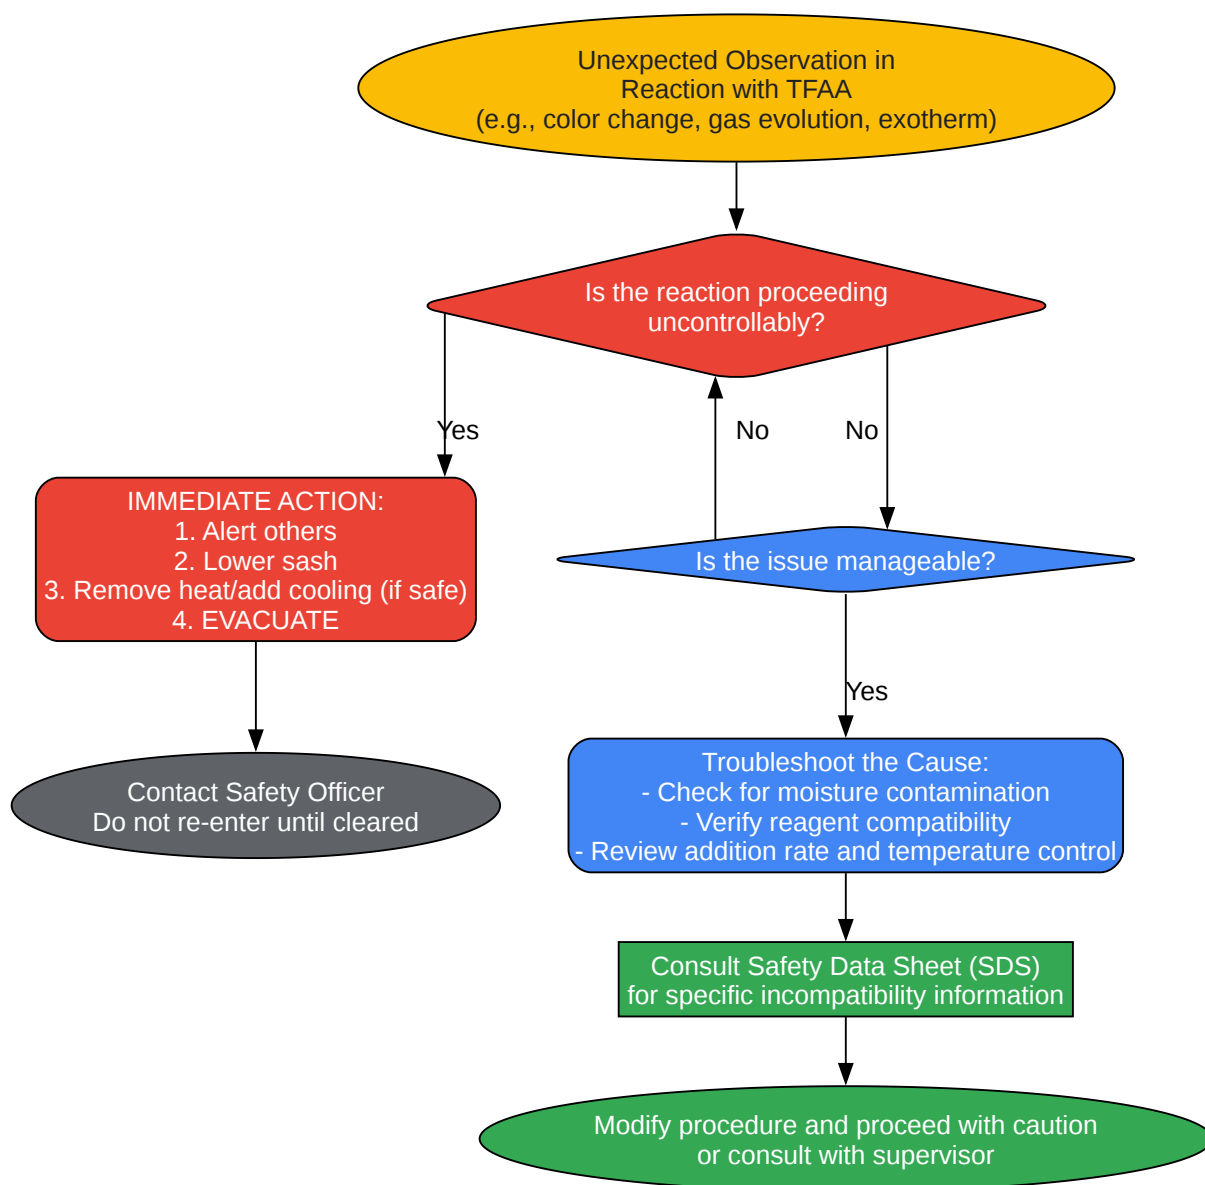 Unexpected Observation in
Reaction with TFAA
(e.g., color change, gas evolution, exotherm)
Is the reaction proceeding
uncontrollably?
Yes
No
No
IMMEDIATE ACTION:
1. Alert others
2. Lower sash
3. Remove heat/add cooling (if safe)
4. EVACUATE
Is the issue manageable?
Yes
Contact Safety Officer
Do not re-enter until cleared
Troubleshoot the Cause:
- Check for moisture contamination
- Verify reagent compatibility
- Review addition rate and temperature control
Consult Safety Data Sheet (SDS)
for specific incompatibility information
Modify procedure and proceed with caution
or consult with supervisor